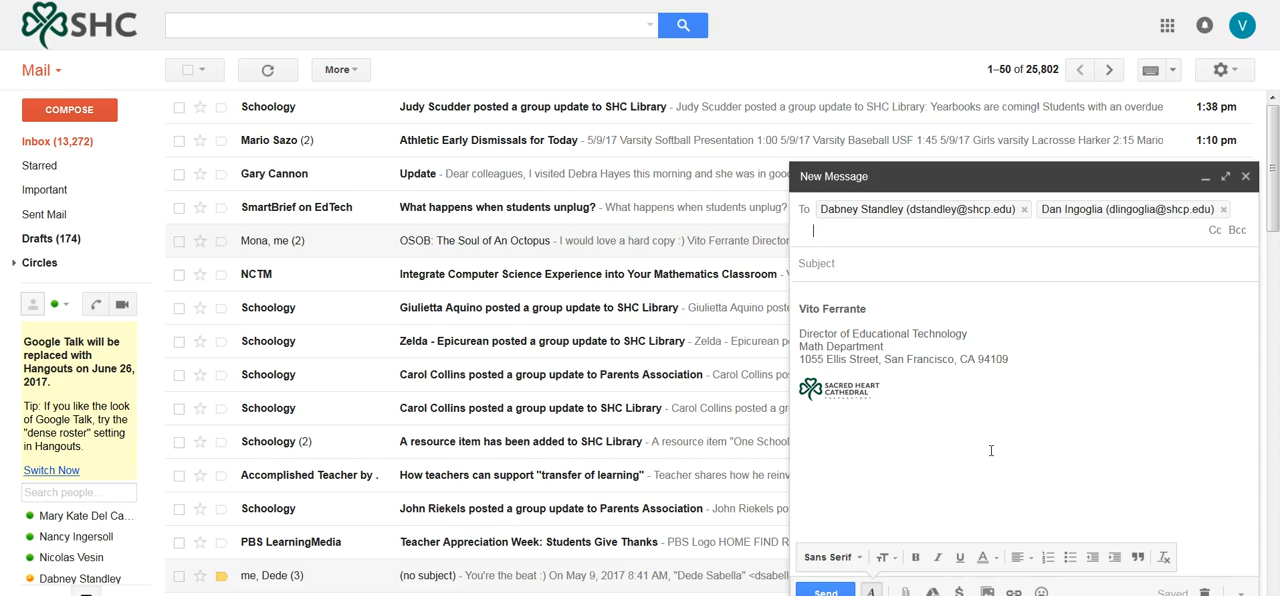 SHC
V
Mail
More
1–50 of 25,802
COMPOSE
Inbox (13,272)
Starred
Important
Sent Mail
Drafts (174)
Circles
Google Talk will be
replaced with
Hangouts on June 26,
2017.
Tip: If you like the look
of Google Talk, try the
"dense roster" setting
in Hangouts.
Switch Now
Search people...
Mary Kate Del Ca...
Nancy Ingersoll
Nicolas Vesin
Dabney Standley
Schoology Judy Scudder posted a group update to SHC Library - Judy Scudder posted a group update to SHC Library: Yearbooks are coming! Students with an overdue 1:38 pm
Mario Sazo (2) Athletic Early Dismissals for Today - 5/9/17 Varsity Softball Presentation 1:00 5/9/17 Varsity Baseball USF 1:45 5/9/17 Girls varsity Lacrosse Harker 2:15 Mario 1:10 pm
Gary Cannon Update - Dear colleagues, I visited Debra Hayes this morning and she was in good
SmartBrief on EdTech What happens when students unplug? - What happens when students unplug?
Mona, me (2) OSOB: The Soul of An Octopus - I would love a hard copy :) Vito Ferrante Director
NCTM Integrate Computer Science Experience into Your Mathematics Classroom -
Schoology Giulietta Aquino posted a group update to SHC Library - Giulietta Aquino poste
Schoology Zelda - Epicurean posted a group update to SHC Library - Zelda - Epicurean p
Schoology Carol Collins posted a group update to Parents Association - Carol Collins pos
Schoology Carol Collins posted a group update to SHC Library - Carol Collins posted a gr
Schoology (2) A resource item has been added to SHC Library - A resource item "One School
Accomplished Teacher by . How teachers can support "transfer of learning" - Teacher shares how he reinv
Schoology John Riekels posted a group update to Parents Association - John Riekels po
PBS LearningMedia Teacher Appreciation Week: Students Give Thanks - PBS Logo HOME FIND R
me, Dede (3) (no subject) - You're the beat :) On May 9, 2017 8:41 AM, "Dede Sabella" <dsabell
New Message
To Dabney Standley (dstandley@shcp.edu) × Dan Ingoglia (dlingoglia@shcp.edu) ×
Cc Bcc
Subject
Vito Ferrante
Director of Educational Technology
Math Department
1055 Ellis Street, San Francisco, CA 94109
SACRED HEART
CATHEDRAL
Sans Serif
Send
Saved